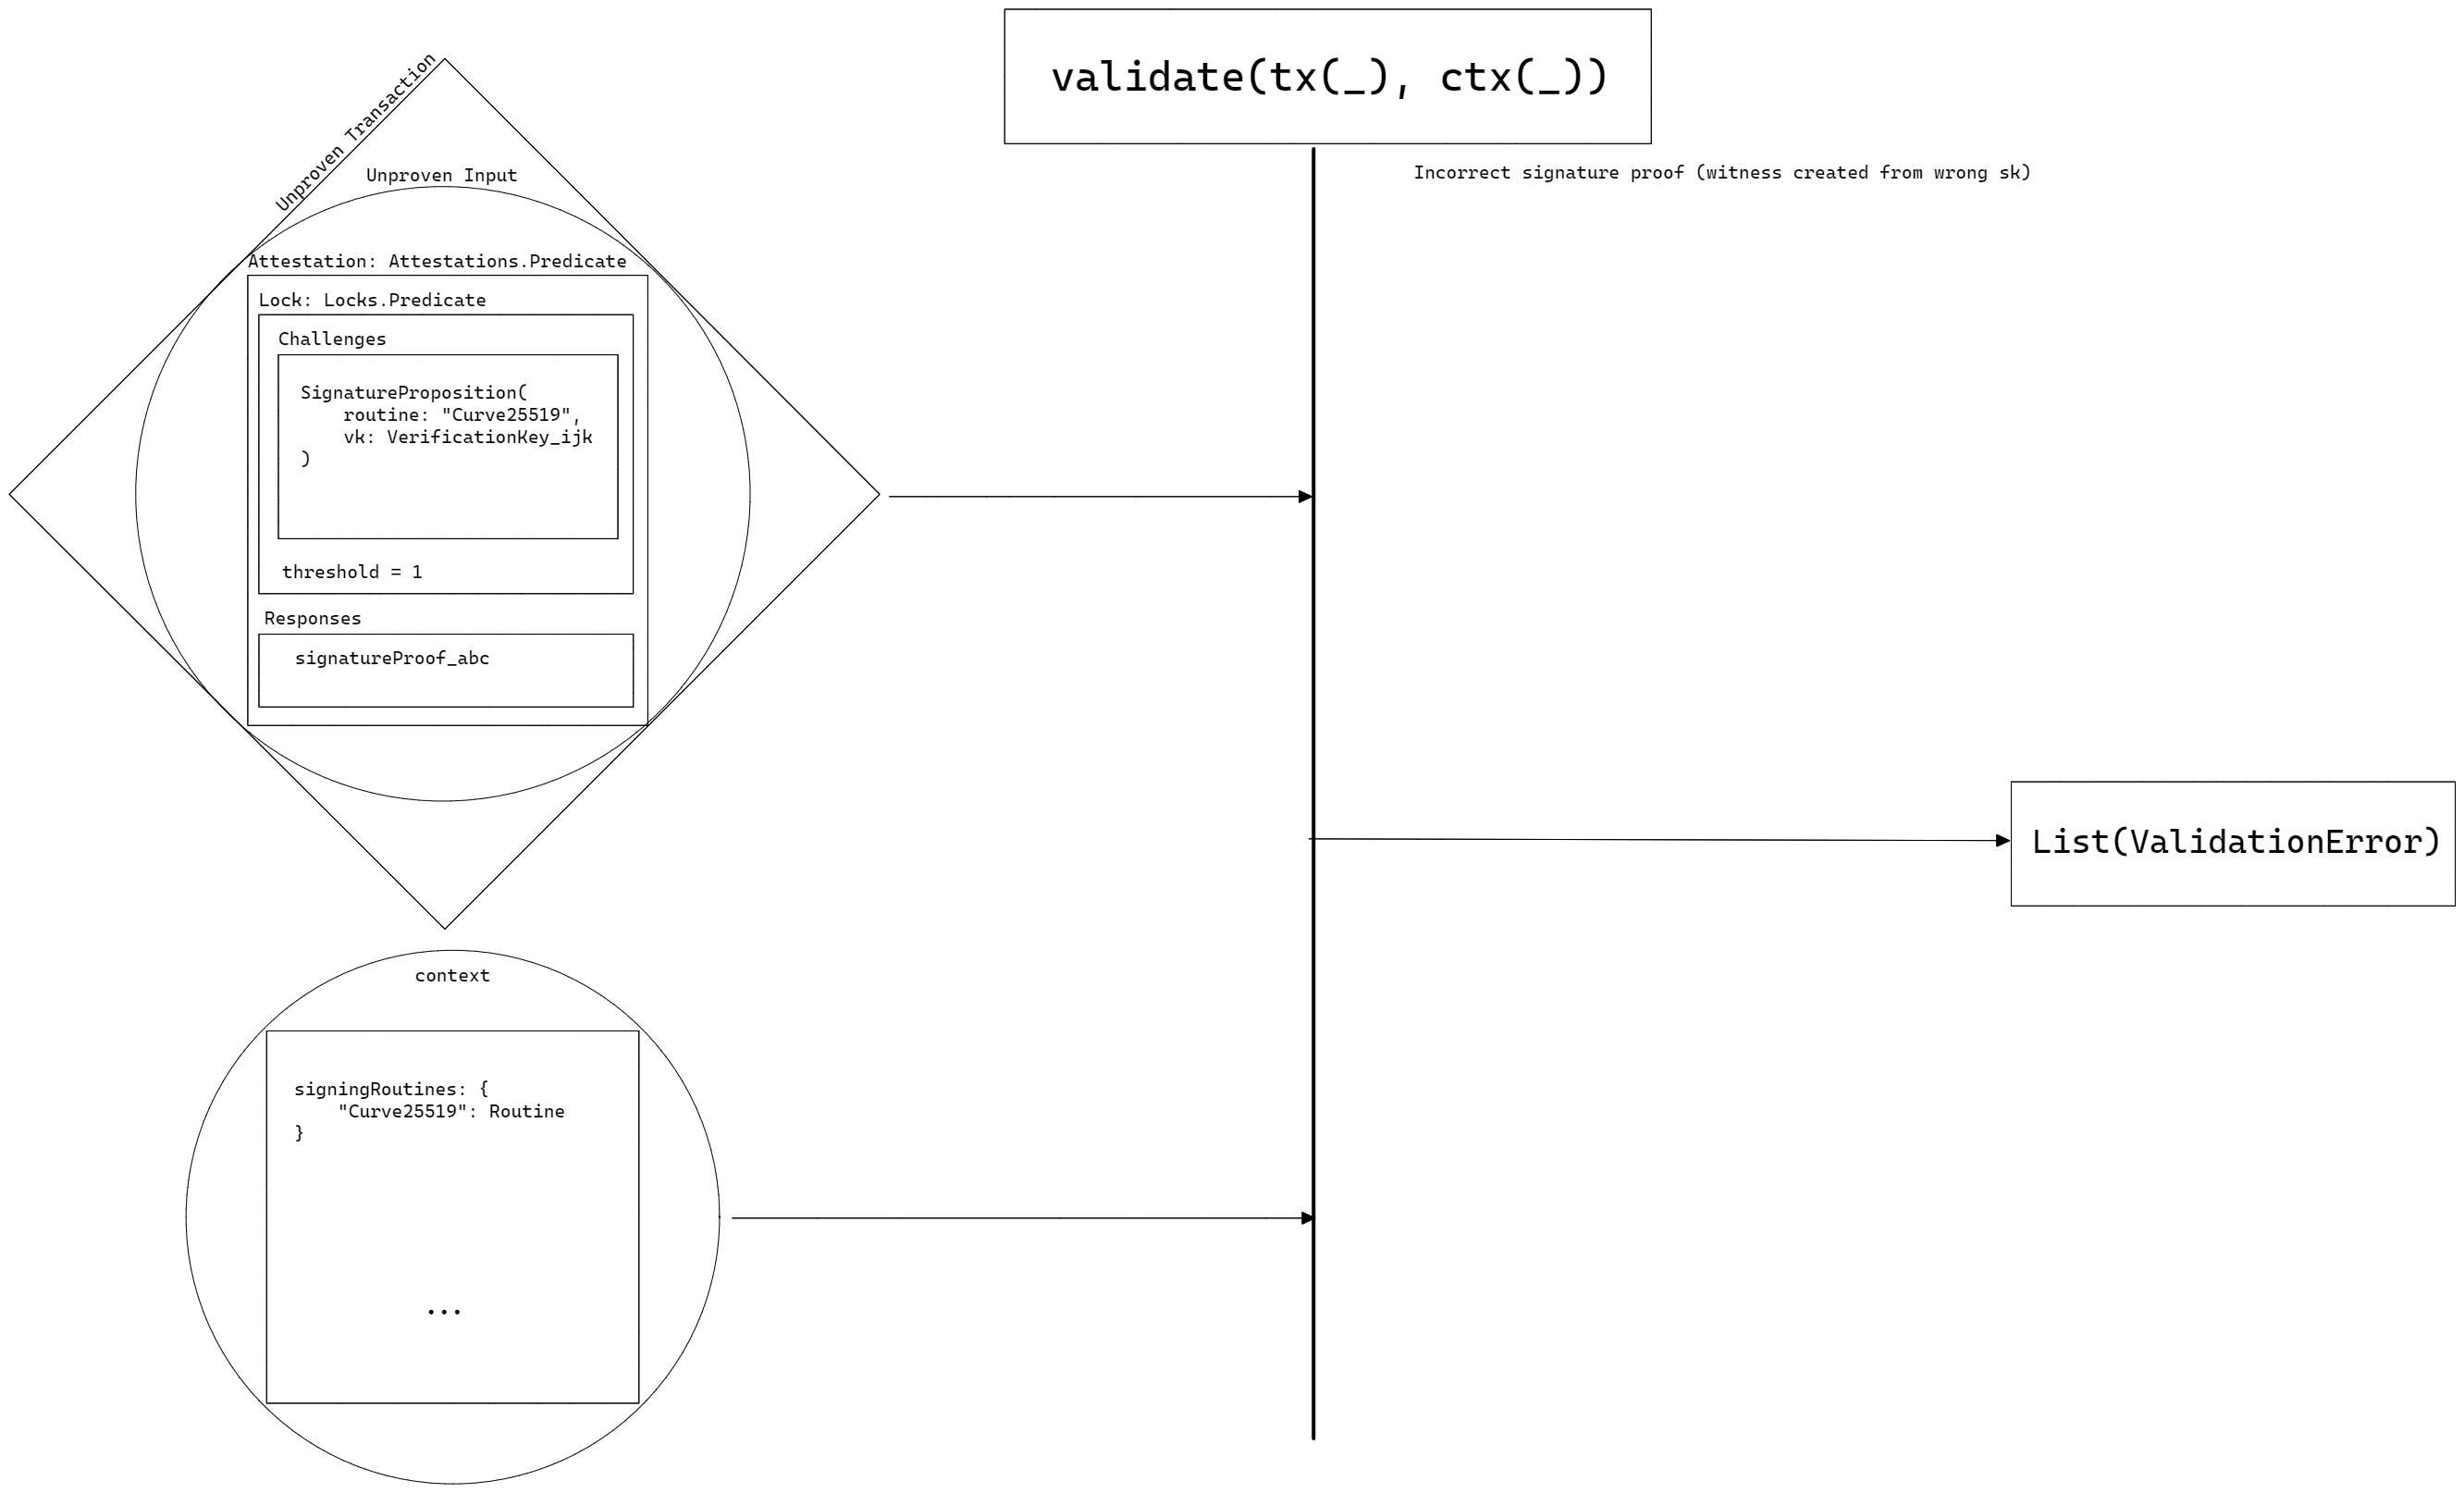 validate(tx(_), ctx(_))
Incorrect signature proof (witness created from wrong sk)
Unproven Transaction
Unproven Input
Attestation: Attestations.Predicate
Lock: Locks.Predicate
Challenges
SignatureProposition(
    routine: "Curve25519",
    vk: VerificationKey_ijk
)
threshold = 1
Responses
signatureProof_abc
List(ValidationError)
context
signingRoutines: {
    "Curve25519": Routine
}
...